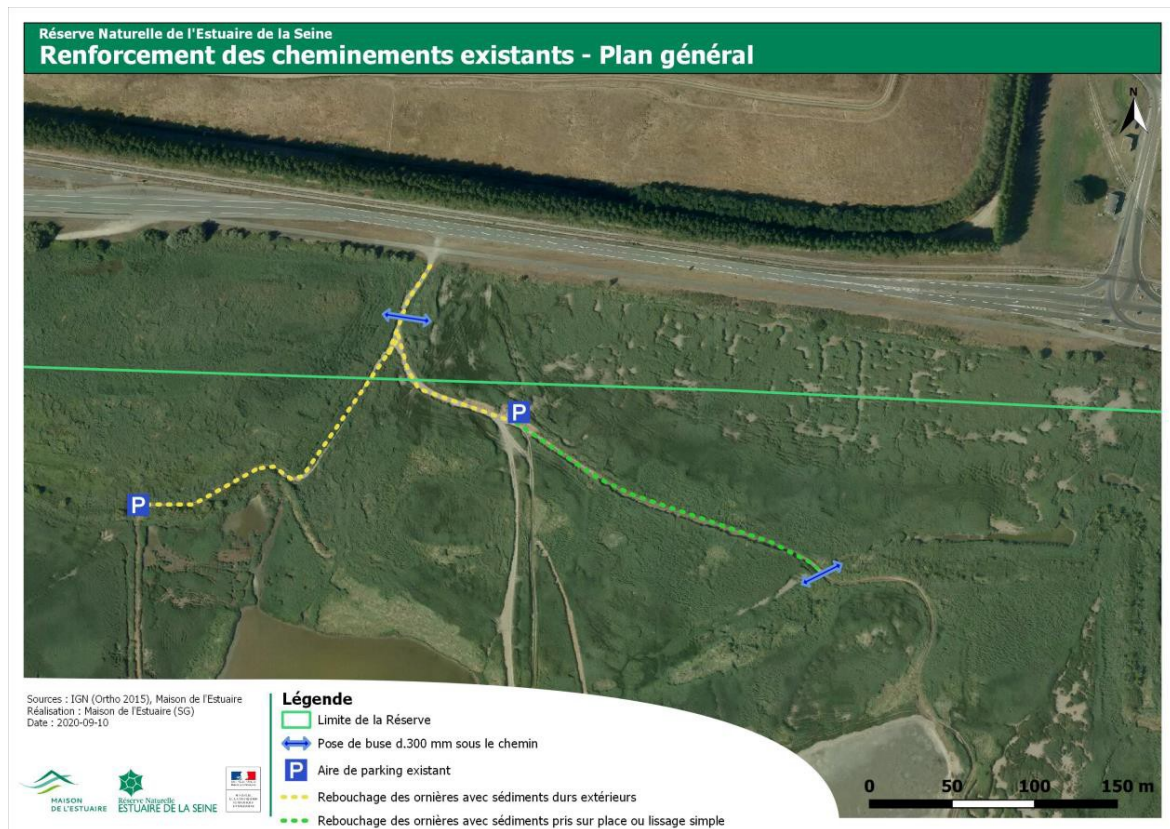 Réserve Naturelle de l'Estuaire de la Seine
Renforcement des cheminements existants - Plan général
N
P
P
Sources : IGN (Ortho 2015), Maison de l'Estuaire
Réalisation : Maison de l'Estuaire (SG)
Date : 2020-09-10
MAISON
DE L'ESTUAIRE
Réserve Naturelle
ESTUAIRE DE LA SEINE
Légende
Limite de la Réserve
Pose de buse d.300 mm sous le chemin
P Aire de parking existant
Rebouchage des ornières avec sédiments durs extérieurs
Rebouchage des ornières avec sédiments pris sur place ou lissage simple
0 50 100 150 m